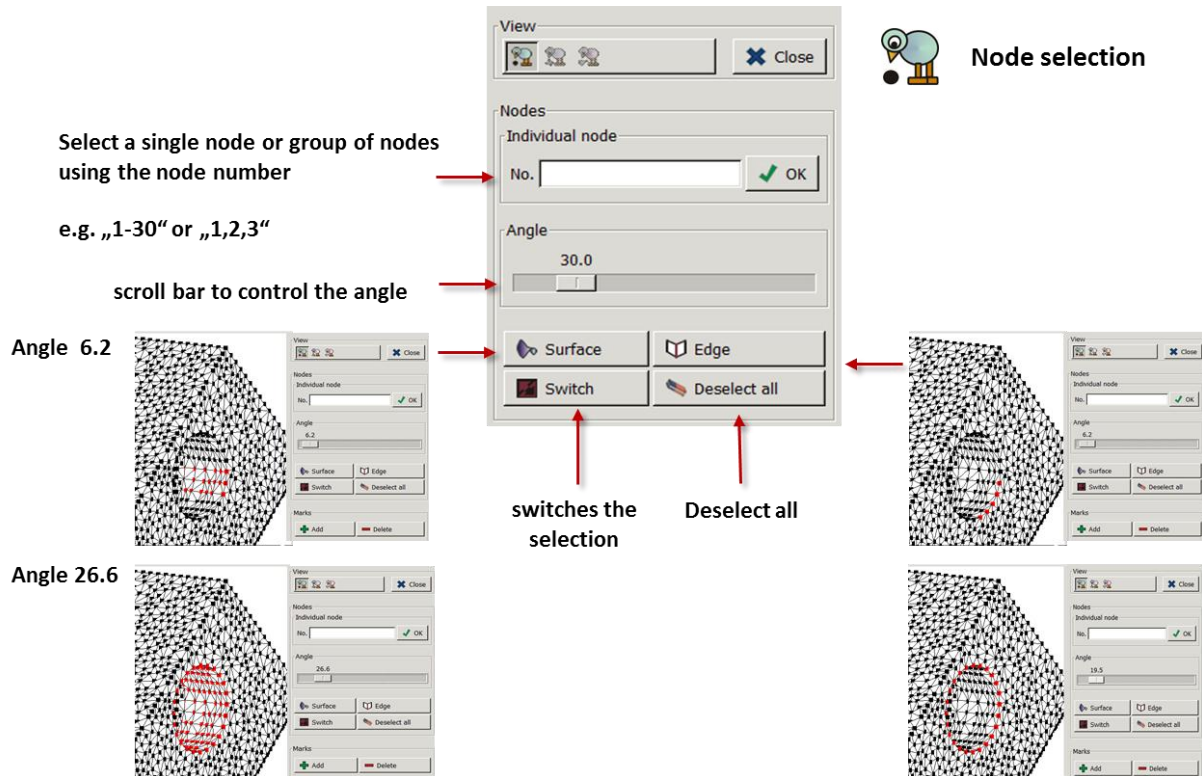 View
Close
Node selection
Nodes
Individual node
No.
OK
Select a single node or group of nodes
using the node number
e.g. „1-30“ or „1,2,3“
Angle
30.0
scroll bar to control the angle
Surface
Edge
Switch
Deselect all
switches the
selection
Deselect all
Angle 6.2
View
Close
Nodes
Individual node
No.
OK
Angle
6.2
Surface
Edge
Switch
Deselect all
Marks
Add
Delete
View
Close
Nodes
Individual node
No.
OK
Angle
6.2
Surface
Edge
Switch
Deselect all
Marks
Add
Delete
Angle 26.6
View
Close
Nodes
Individual node
No.
OK
Angle
26.6
Surface
Edge
Switch
Deselect all
Marks
Add
Delete
View
Close
Nodes
Individual node
No.
OK
Angle
19.5
Surface
Edge
Switch
Deselect all
Marks
Add
Delete